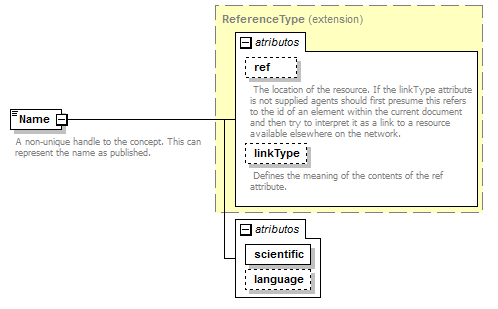 ReferenceType (extension)
atributos
ref
The location of the resource. If the linkType attribute
is not supplied agents should first presume this refers
to the id of an element within the current document
and then try to interpret it as a link to a resource
available elsewhere on the network.
linkType
Defines the meaning of the contents of the ref
attribute.
Name
A non-unique handle to the concept. This can
represent the name as published.
atributos
scientific
language